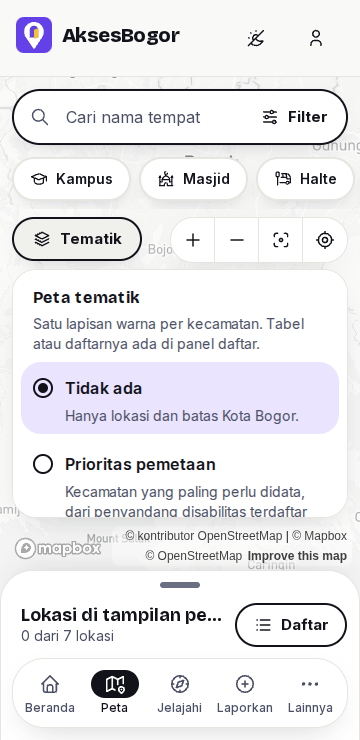 AksesBogor
Cari nama tempat
Filter
Kampus
Masjid
Halte
Tematik
Bojo
Peta tematik
Satu lapisan warna per kecamatan. Tabel
atau daftarnya ada di panel daftar.
Tidak ada
Hanya lokasi dan batas Kota Bogor.
Prioritas pemetaan
Kecamatan yang paling perlu didata,
dari penyandang disabilitas terdaftar
© kontributor OpenStreetMap | © Mapbox
mapbox
Mount
© OpenStreetMap Improve this map
Caringin
Lokasi di tampilan pe...
0 dari 7 lokasi
Daftar
Beranda
Peta
Jelajahi
Laporkan
Lainnya